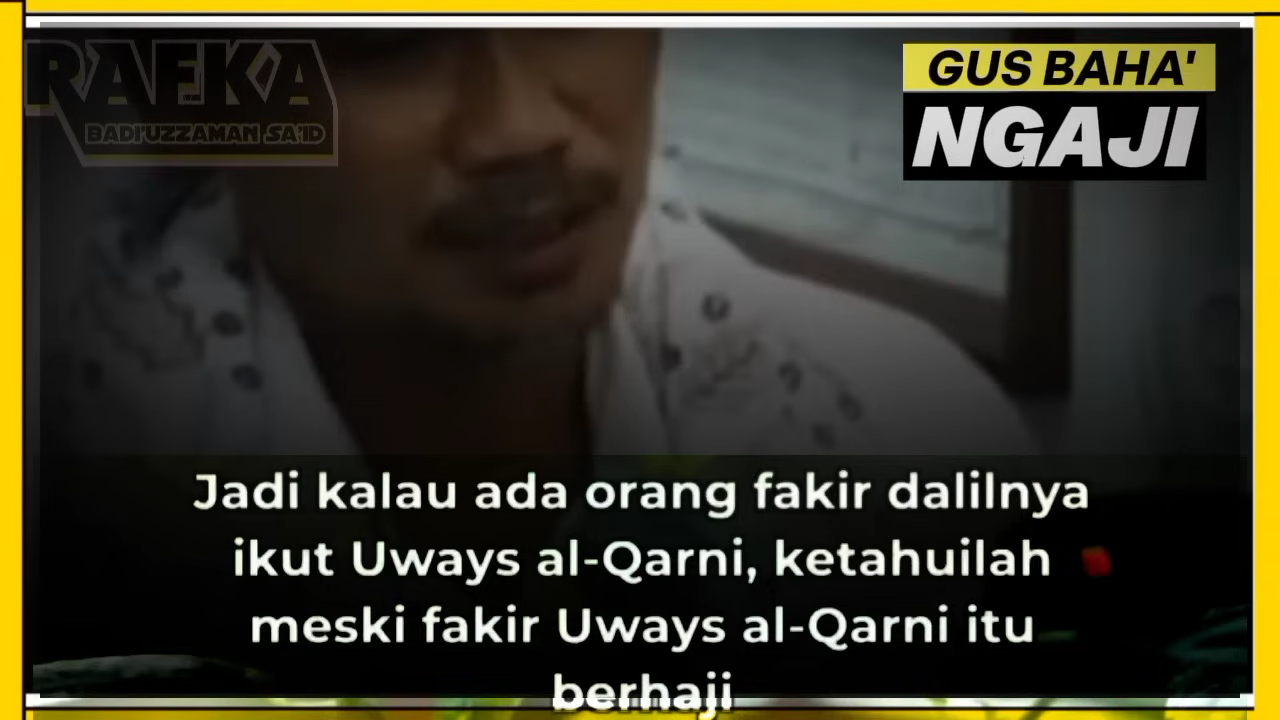 RAEKA
BADI'UZZAMAN SA'ID
GUS BAHA'
NGAJI
Jadi kalau ada orang fakir dalilnya
ikut Uways al-Qarni, ketahuilah
meski fakir Uways al-Qarni itu
berhaji